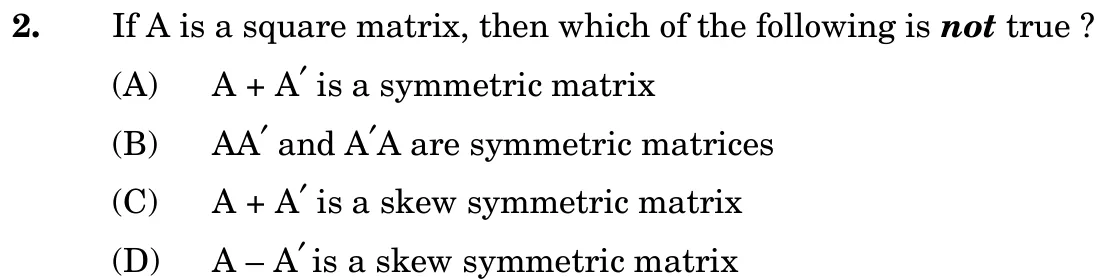 2. If A is a square matrix, then which of the following is not true ?
(A) A + A′ is a symmetric matrix
(B) AA′ and A′A are symmetric matrices
(C) A + A′ is a skew symmetric matrix
(D) A – A′ is a skew symmetric matrix